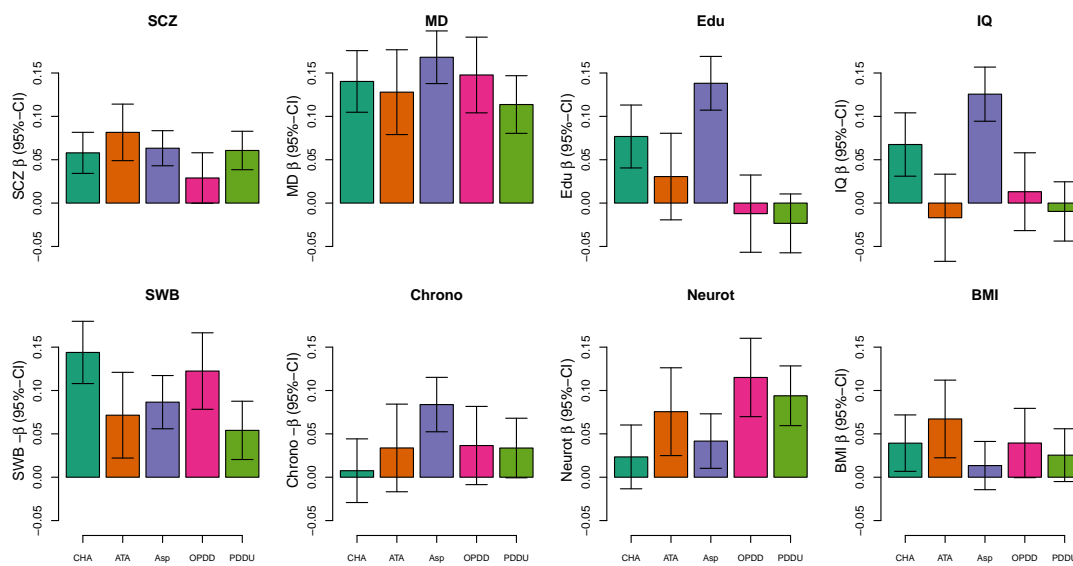 SCZ
MD
Edu
IQ
SCZ β (95%−CI)
−0.05 0.00 0.05 0.10 0.15
MD β (95%−CI)
−0.05 0.00 0.05 0.10 0.15
Edu β (95%−CI)
−0.05 0.00 0.05 0.10 0.15
IQ β (95%−CI)
−0.05 0.00 0.05 0.10 0.15
SWB
Chrono
Neurot
BMI
SWB −β (95%−CI)
−0.05 0.00 0.05 0.10 0.15
Chrono −β (95%−CI)
−0.05 0.00 0.05 0.10 0.15
Neurot β (95%−CI)
−0.05 0.00 0.05 0.10 0.15
BMI β (95%−CI)
−0.05 0.00 0.05 0.10 0.15
CHA ATA Asp OPDD PDDU
CHA ATA Asp OPDD PDDU
CHA ATA Asp OPDD PDDU
CHA ATA Asp OPDD PDDU